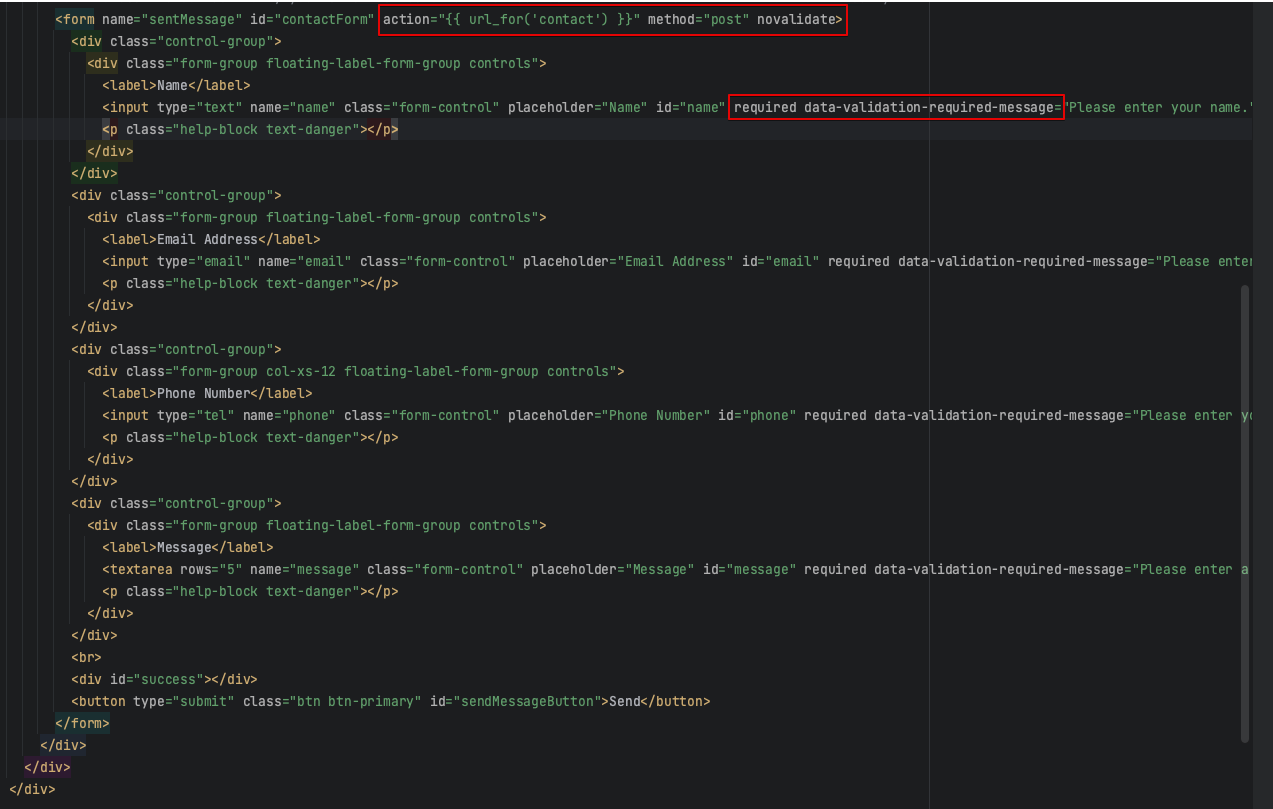 <form name="sentMessage" id="contactForm" action="{{ url_for('contact') }}" method="post" novalidate>
<div class="control-group">
<div class="form-group floating-label-form-group controls">
<label>Name</label>
<input type="text" name="name" class="form-control" placeholder="Name" id="name" required data-validation-required-message="Please enter your name."
<p class="help-block text-danger"></p>
</div>
</div>
<div class="control-group">
<div class="form-group floating-label-form-group controls">
<label>Email Address</label>
<input type="email" name="email" class="form-control" placeholder="Email Address" id="email" required data-validation-required-message="Please enter
<p class="help-block text-danger"></p>
</div>
</div>
<div class="control-group">
<div class="form-group col-xs-12 floating-label-form-group controls">
<label>Phone Number</label>
<input type="tel" name="phone" class="form-control" placeholder="Phone Number" id="phone" required data-validation-required-message="Please enter yo
<p class="help-block text-danger"></p>
</div>
</div>
<div class="control-group">
<div class="form-group floating-label-form-group controls">
<label>Message</label>
<textarea rows="5" name="message" class="form-control" placeholder="Message" id="message" required data-validation-required-message="Please enter a
<p class="help-block text-danger"></p>
</div>
</div>
<br>
<div id="success"></div>
<button type="submit" class="btn btn-primary" id="sendMessageButton">Send</button>
</form>
</div>
</div>
</div>